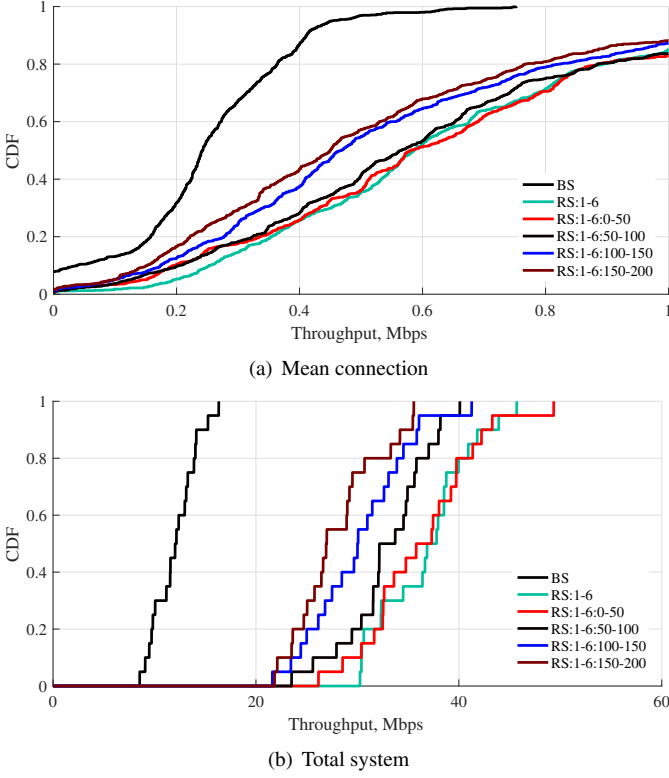 1
0.8
0.6
0.4
0.2
0
CDF
BS
RS:1-6
RS:1-6:0-50
RS:1-6:50-100
RS:1-6:100-150
RS:1-6:150-200
0 0.2 0.4 0.6 0.8 1
Throughput, Mbps
(a) Mean connection
1
0.8
0.6
0.4
0.2
0
CDF
BS
RS:1-6
RS:1-6:0-50
RS:1-6:50-100
RS:1-6:100-150
RS:1-6:150-200
0 20 40 60
Throughput, Mbps
(b) Total system